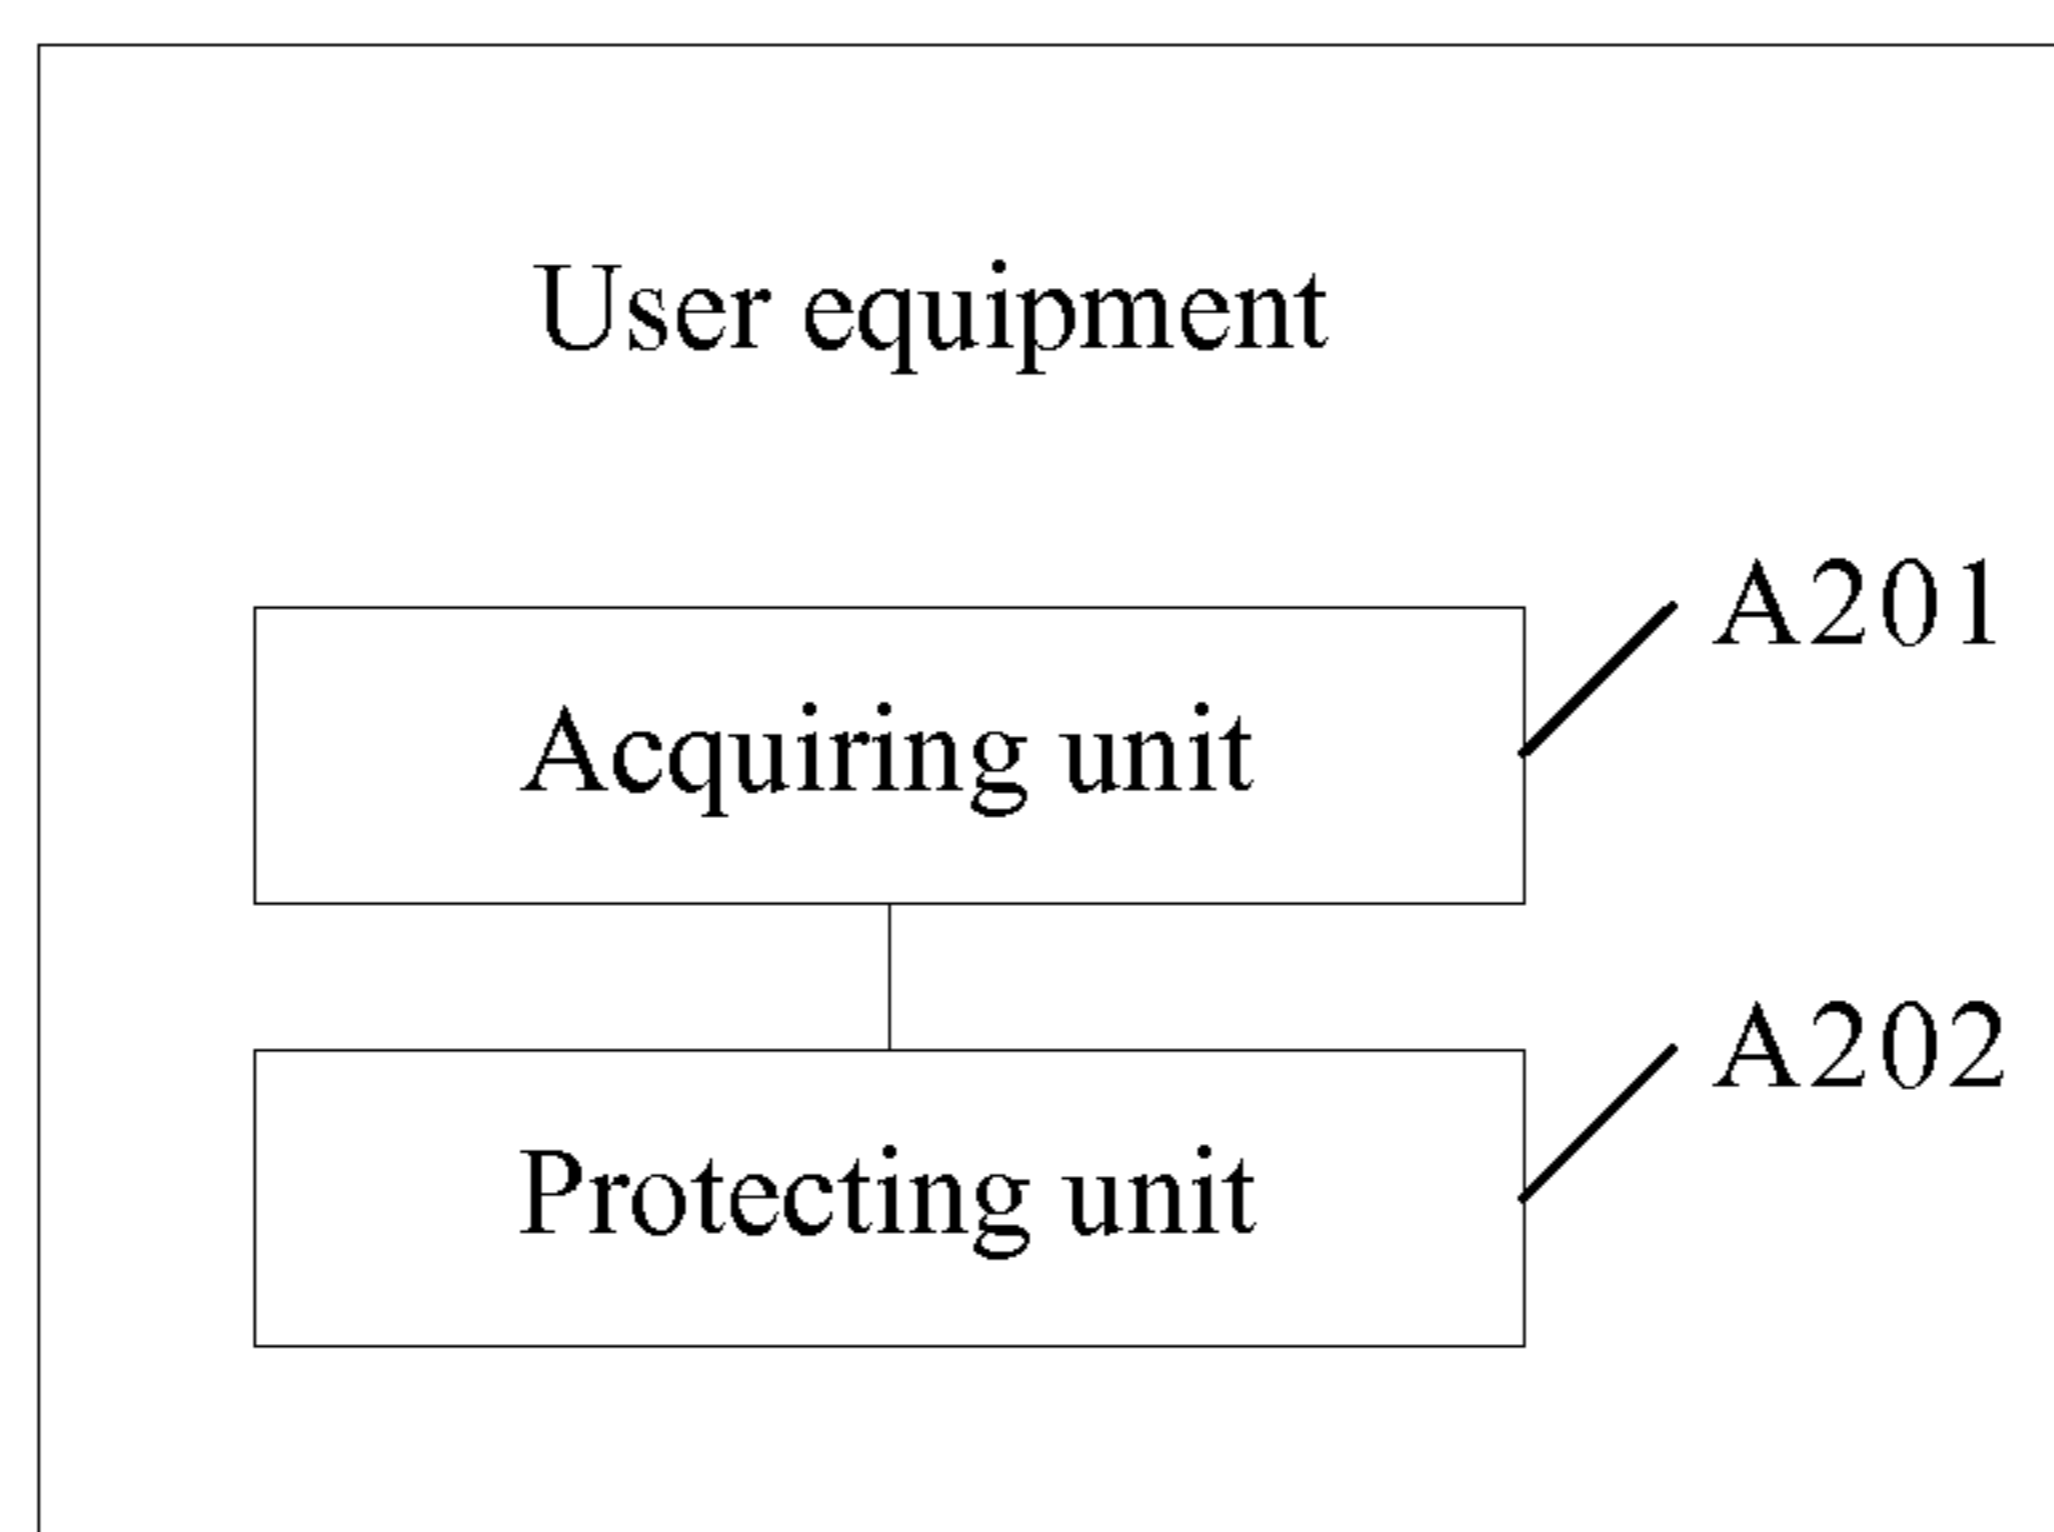 User equipment
A201
Acquiring unit
A202
Protecting unit